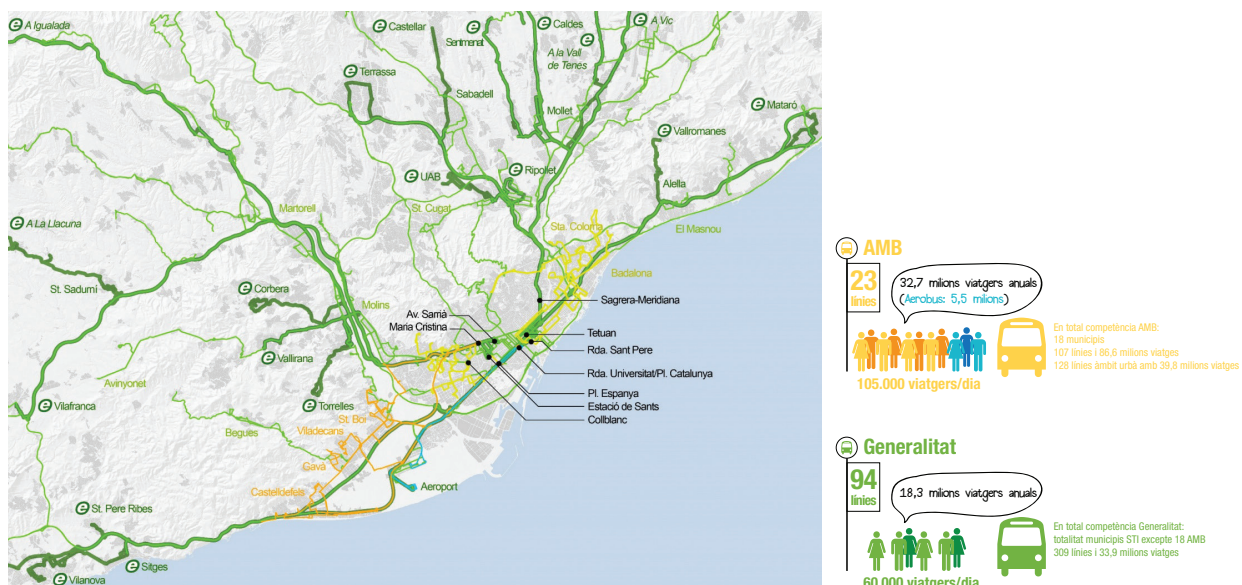 e A Igualada
e Castellar
Sentmenat
e
e Caldes
e
e A Vic
A la Vall
de Tenes
e Terrassa
Sabadell
Mollet
e Mataró
e Vallromanes
e Ripollet
e UAB
Alella
St. Cugat
Martorell
Sta. Coloma
El Masnou
e A La Llacuna
St. Sadurní
Badalona
e Corbera
Molins
Sagrera-Meridiana
Av. Sarrià
Maria Cristina
Tetuan
Rda. Sant Pere
e Vallirana
Rda. Universitat/Pl. Catalunya
Avinyonet
Pl. Espanya
e Vilafranca
e Torrelles
Estació de Sants
St. Boi
Collblanc
Viladecans
Begues
Gavà
Aeroport
Castelldefels
e St. Pere Ribes
e Sitges
e Vilanova
AMB
23
línies
32,7 milions viatgers anuals
(Aerobus: 5,5 milions)
105.000 viatgers/dia
En total competència AMB:
18 municipis
107 línies i 86,6 milions viatges
128 línies àmbit urbà amb 39,8 milions viatges
Generalitat
94
línies
18,3 milions viatgers anuals
60.000 viatgers/dia
En total competència Generalitat:
totalitat municipis STI excepte 18 AMB
309 línies i 33,9 milions viatges